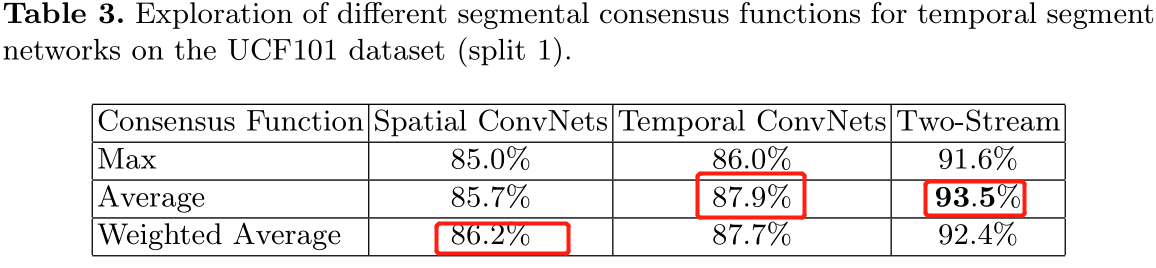 Table 3. Exploration of different segmental consensus functions for temporal segment
networks on the UCF101 dataset (split 1).
Consensus Function Spatial ConvNets Temporal ConvNets Two-Stream
Max 85.0% 86.0% 91.6%
Average 85.7% 87.9% 93.5%
Weighted Average 86.2% 87.7% 92.4%